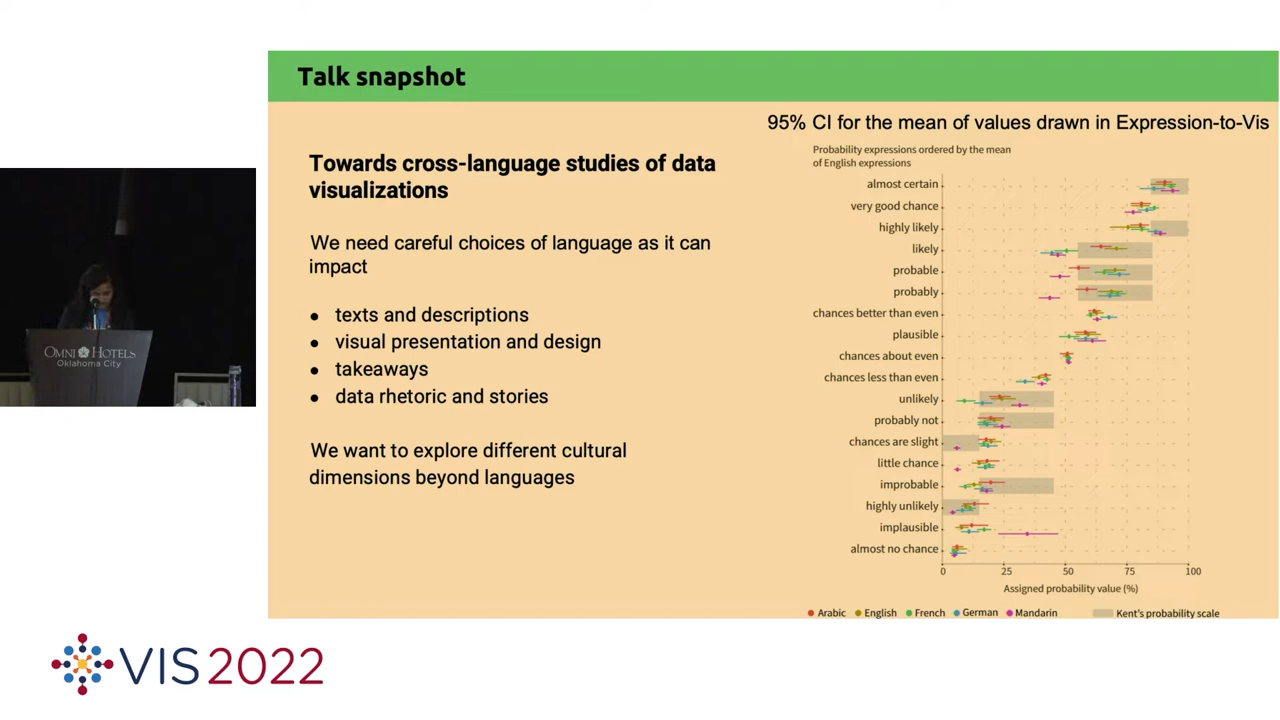 Talk snapshot
Towards cross-language studies of data
visualizations
We need careful choices of language as it can
impact
● texts and descriptions
● visual presentation and design
● takeaways
● data rhetoric and stories
We want to explore different cultural
dimensions beyond languages
95% CI for the mean of values drawn in Expression-to-Vis
Probability expressions ordered by the mean
of English expressions
almost certain
very good chance
highly likely
likely
probable
probably
chances better than even
plausible
chances about even
chances less than even
unlikely
probably not
chances are slight
little chance
improbable
highly unlikely
implausible
almost no chance
0 25 50 75 100
Assigned probability value (%)
Arabic English French German Mandarin Kent's probability scale
OMNI HOTELS
Oklahoma City
VIS2022